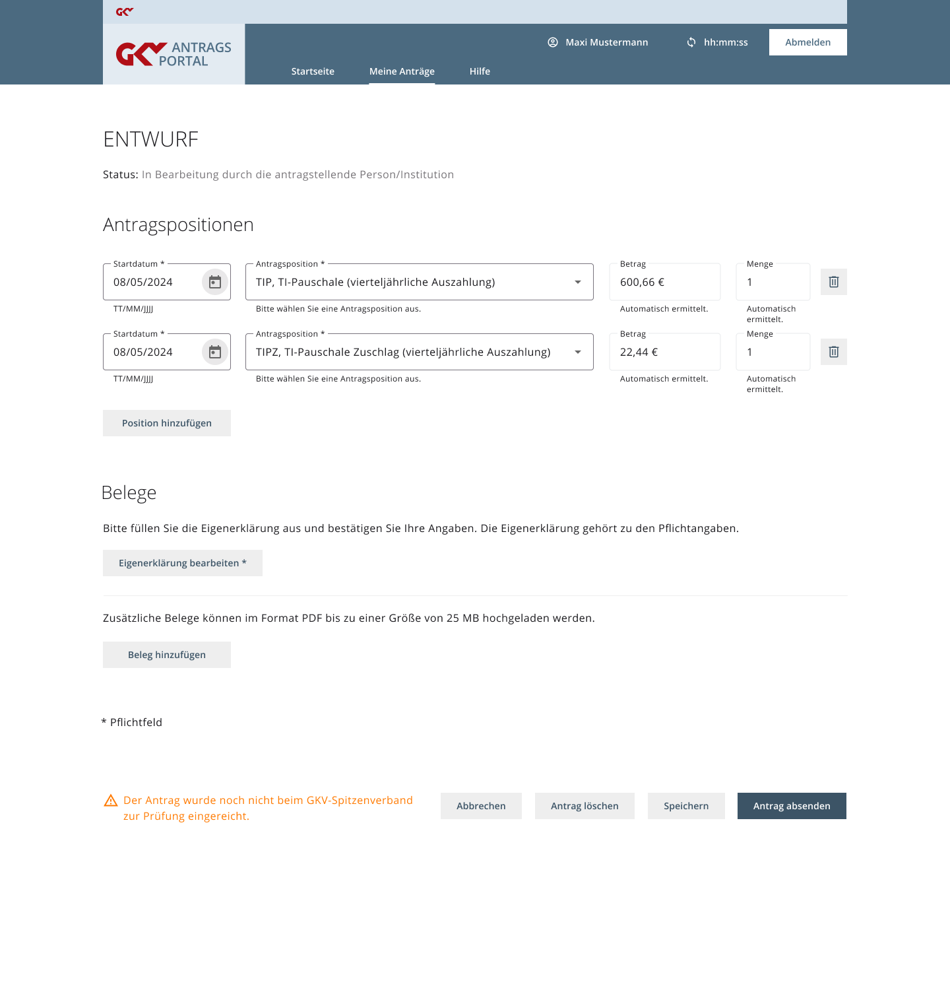 GKV
GKV ANTRAGS
PORTAL
Maxi Mustermann
hh:mm:ss
Abmelden
Startseite
Meine Anträge
Hilfe
ENTWURF
Status: In Bearbeitung durch die antragstellende Person/Institution
Antragspositionen
Startdatum *
Antragsposition *
Betrag
Menge
08/05/2024
TIP, TI-Pauschale (vierteljährliche Auszahlung)
600,66 €
1
TT/MM/JJJJ
Bitte wählen Sie eine Antragsposition aus.
Automatisch ermittelt.
Automatisch
ermittelt.
Startdatum *
Antragsposition *
Betrag
Menge
08/05/2024
TIPZ, TI-Pauschale Zuschlag (vierteljährliche Auszahlung)
22,44 €
1
TT/MM/JJJJ
Bitte wählen Sie eine Antragsposition aus.
Automatisch ermittelt.
Automatisch
ermittelt.
Position hinzufügen
Belege
Bitte füllen Sie die Eigenerklärung aus und bestätigen Sie Ihre Angaben. Die Eigenerklärung gehört zu den Pflichtangaben.
Eigenerklärung bearbeiten *
Zusätzliche Belege können im Format PDF bis zu einer Größe von 25 MB hochgeladen werden.
Beleg hinzufügen
* Pflichtfeld
Der Antrag wurde noch nicht beim GKV-Spitzenverband
zur Prüfung eingereicht.
Abbrechen
Antrag löschen
Speichern
Antrag absenden